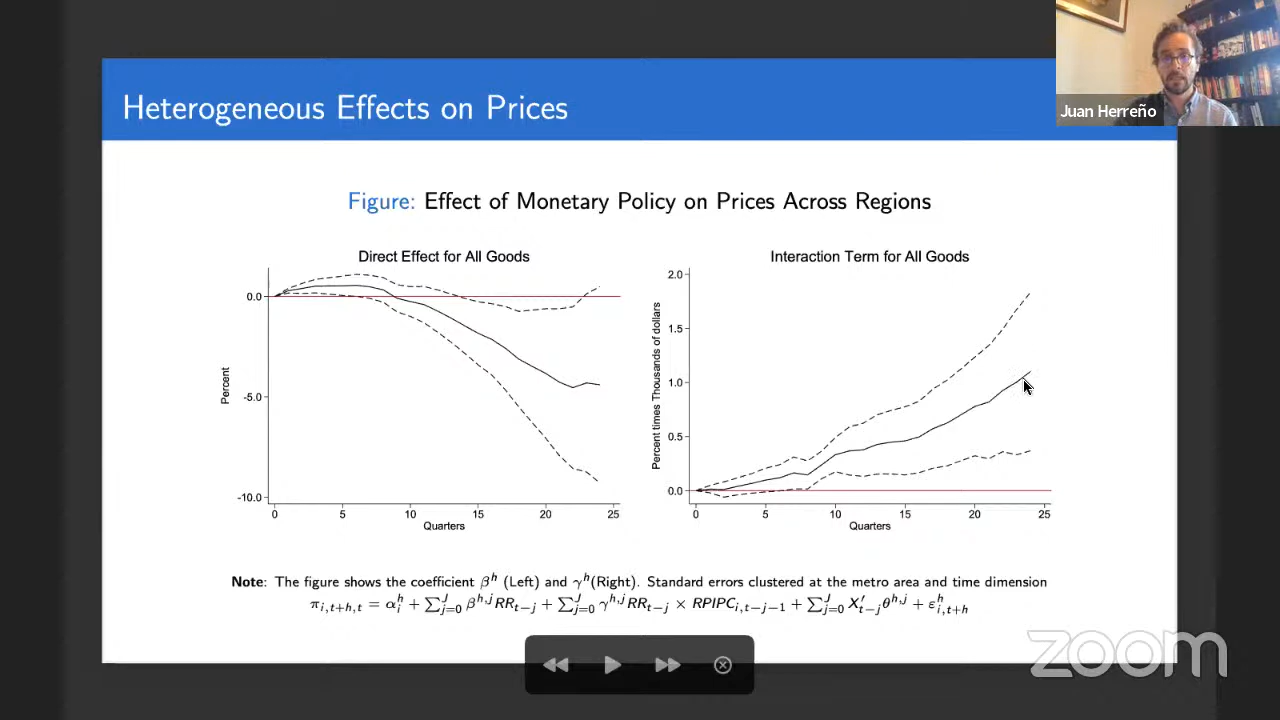 Heterogeneous Effects on Prices
Juan Herreño
Figure: Effect of Monetary Policy on Prices Across Regions
Direct Effect for All Goods
0.0
-5.0
-10.0
Percent
0 5 10 15 20 25
Quarters
Interaction Term for All Goods
2.0
1.5
1.0
0.5
0.0
Percent times Thousands of dollars
0 5 10 15 20 25
Quarters
Note: The figure shows the coefficient βʰ (Left) and γʰ(Right). Standard errors clustered at the metro area and time dimension
π_{i,t+h,t} = α_i^h + ∑_{j=0}^J β^{h,j} RR_{t−j} + ∑_{j=0}^J γ^{h,j} RR_{t−j} × RPIPC_{i,t−j−1} + ∑_{j=0}^J X′_{t−j} θ^{h,j} + ε_{i,t+h}^h
zoom